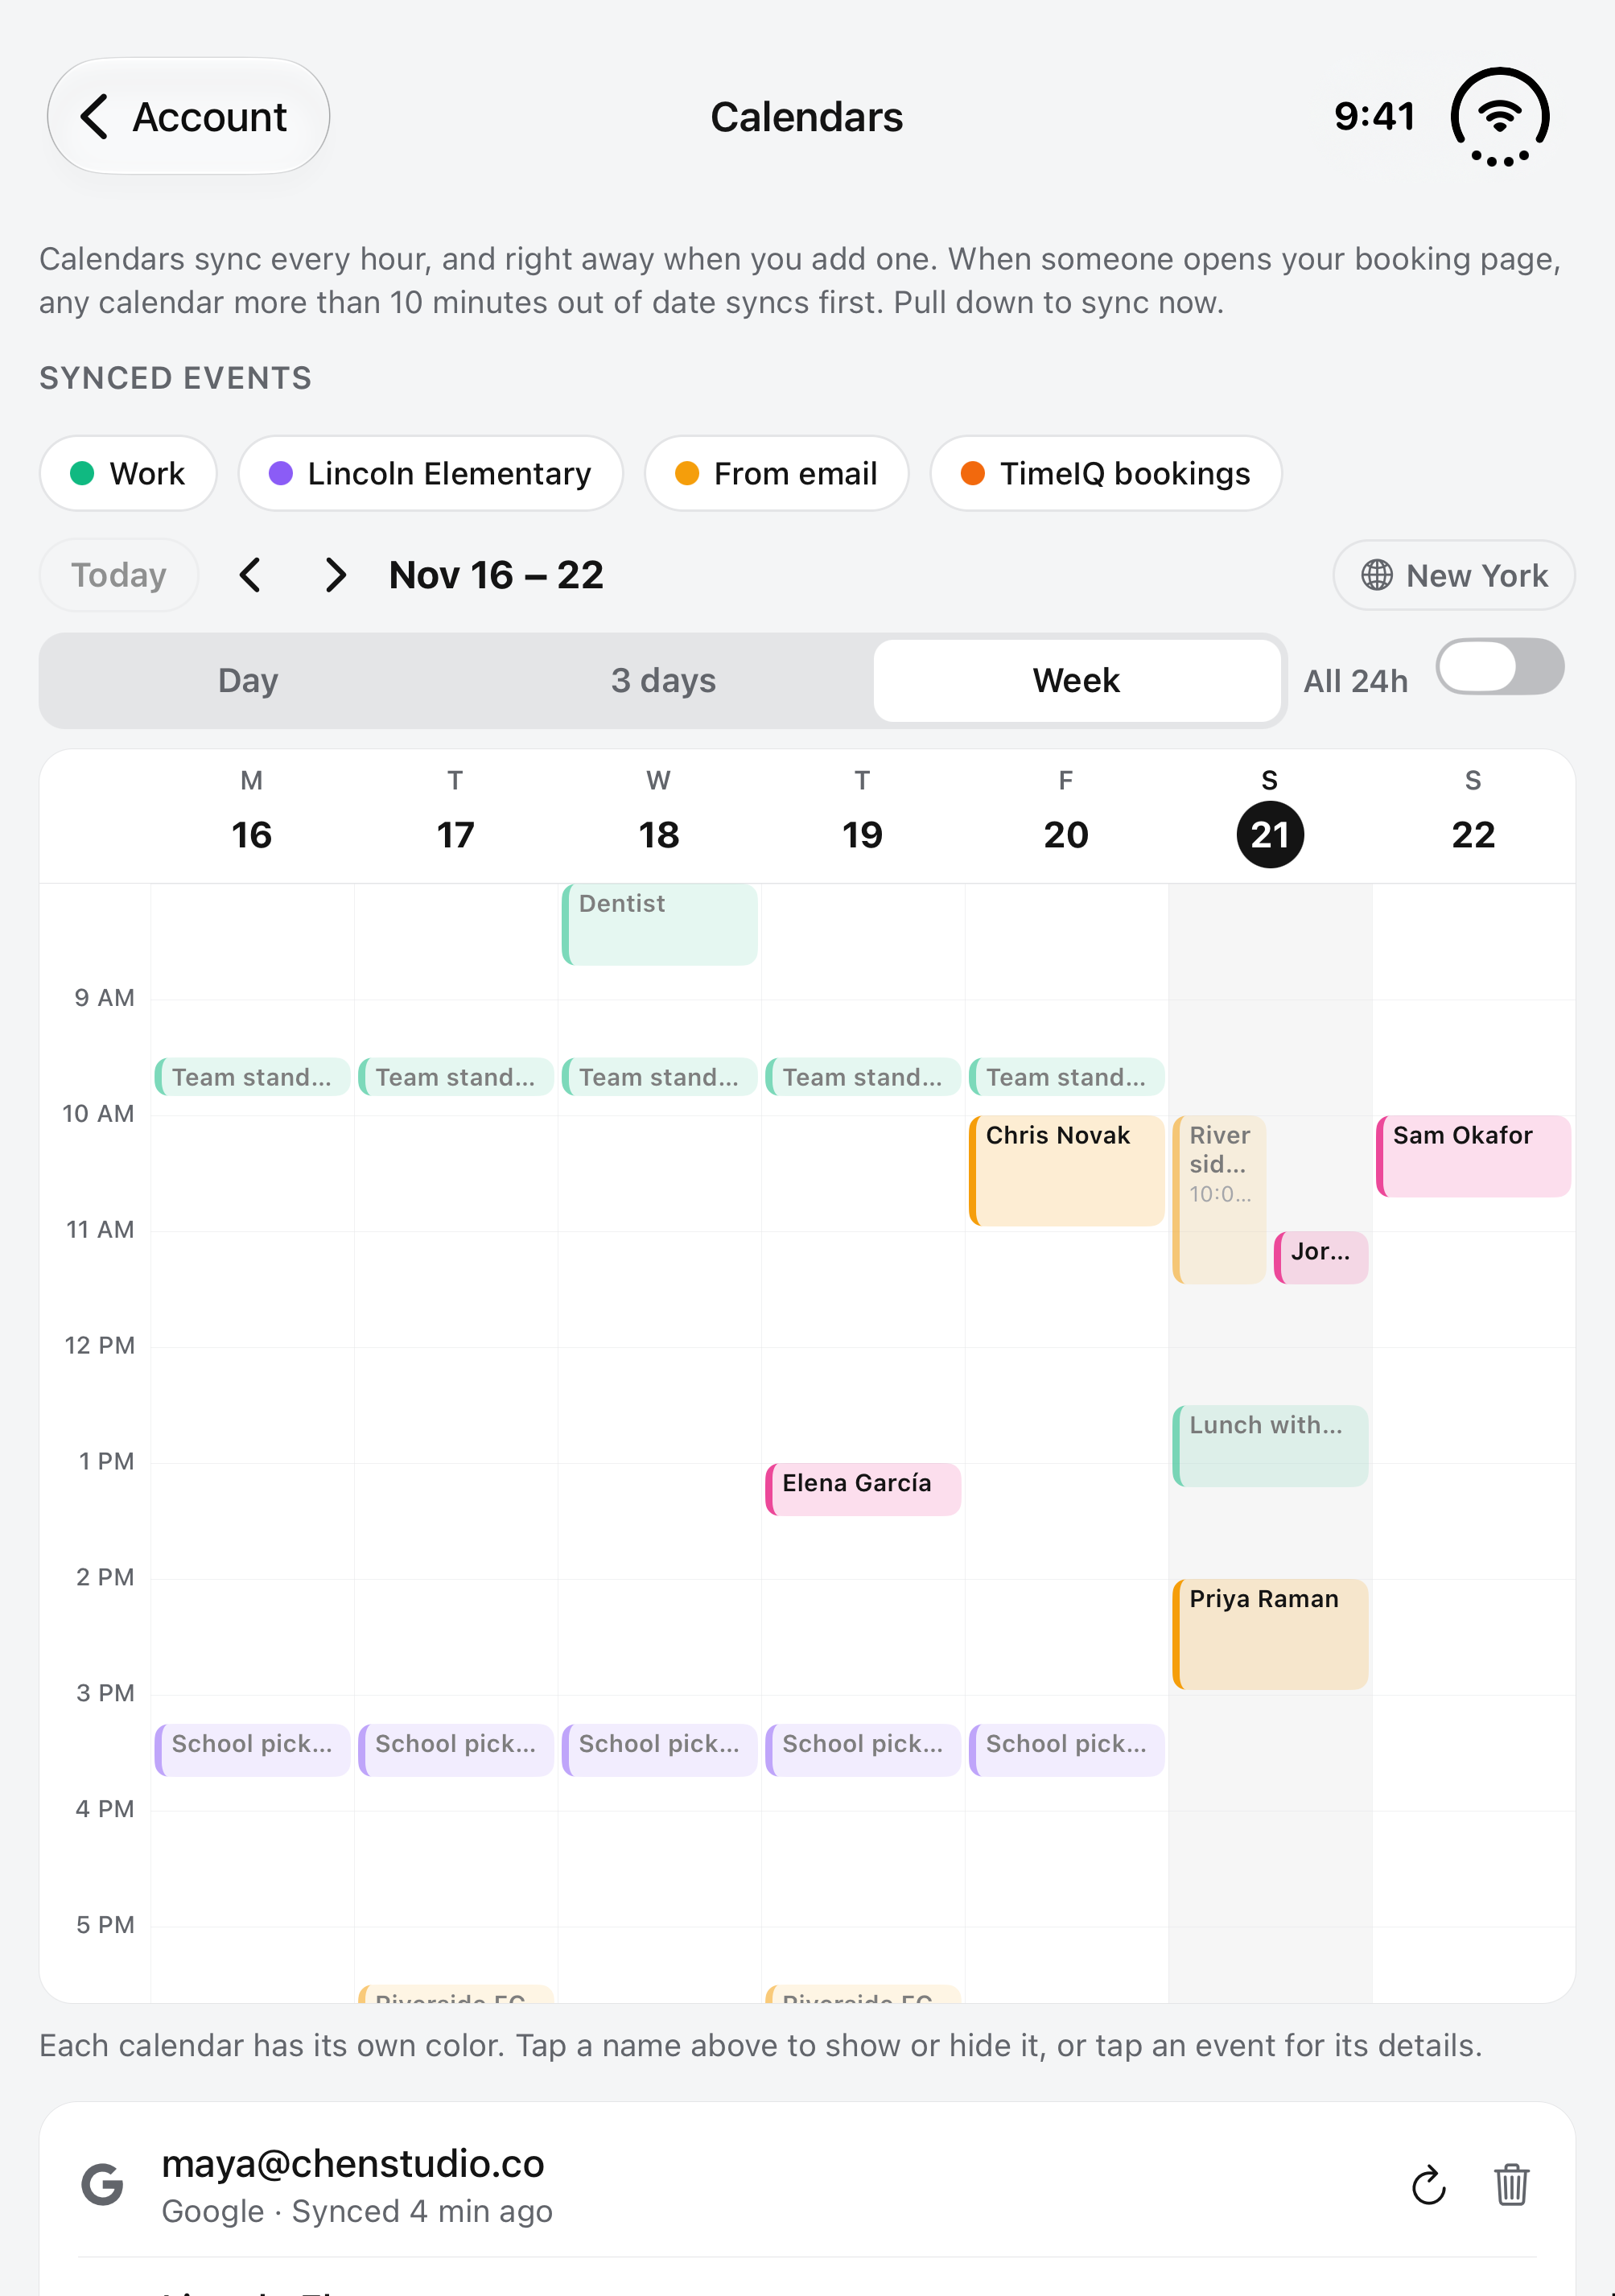 Account
Calendars
9:41
Calendars sync every hour, and right away when you add one. When someone opens your booking page,
any calendar more than 10 minutes out of date syncs first. Pull down to sync now.
SYNCED EVENTS
Work
Lincoln Elementary
From email
TimeIQ bookings
Today
Nov 16 – 22
New York
Day
3 days
Week
All 24h
M
T
W
T
F
S
S
16
17
18
19
20
21
22
Dentist
9 AM
Team stand...
Team stand...
Team stand...
Team stand...
Team stand...
10 AM
Chris Novak
River
sid...
10:0...
Sam Okafor
11 AM
Jor...
12 PM
Lunch with...
1 PM
Elena García
2 PM
Priya Raman
3 PM
School pick...
School pick...
School pick...
School pick...
School pick...
4 PM
5 PM
Riverside FC
Riverside FC
Each calendar has its own color. Tap a name above to show or hide it, or tap an event for its details.
maya@chenstudio.co
Google · Synced 4 min ago